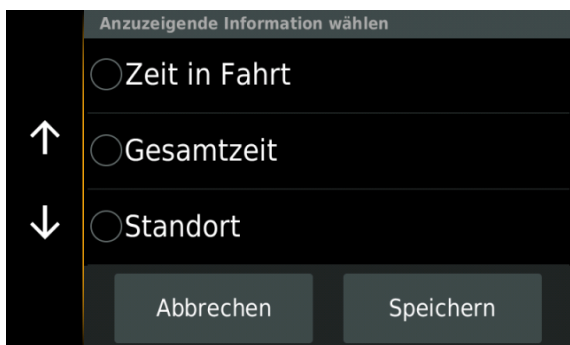 Anzuzeigende Information wählen
Zeit in Fahrt
Gesamtzeit
Standort
Abbrechen
Speichern